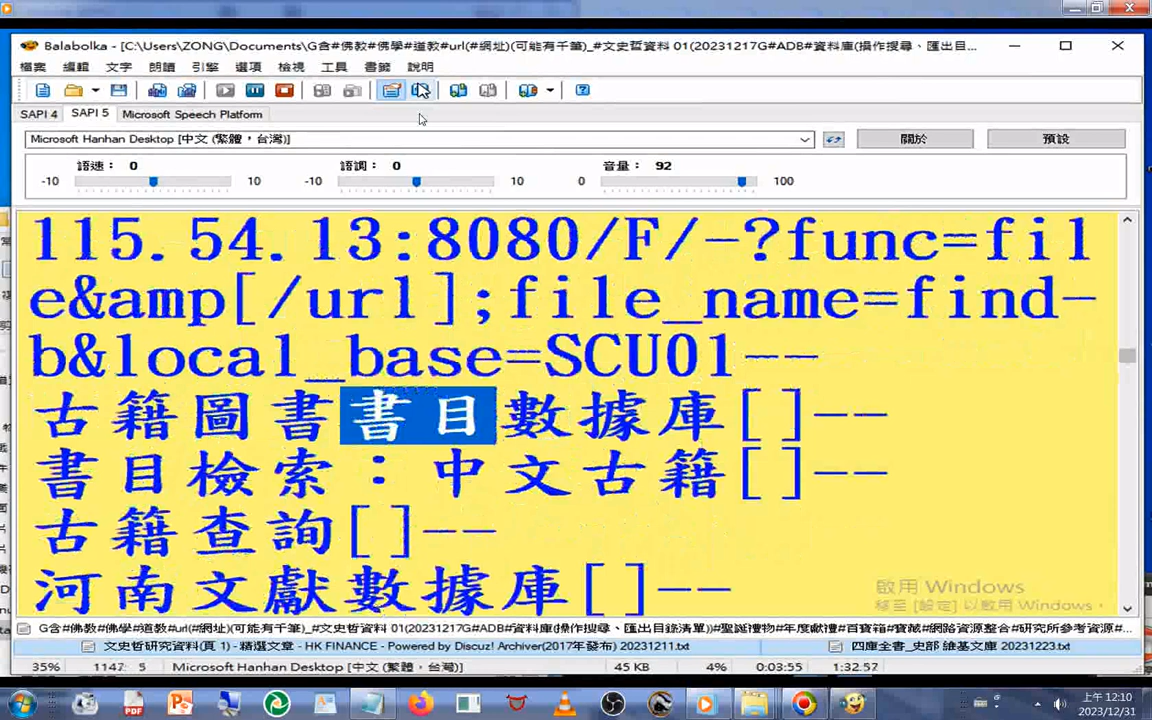 Balabolka - [C:\Users\ZONG\Documents\G含#佛教#佛學#道教#url(#網址)(可能有千筆)_#文史哲資料 01(20231217G#ADB#資料庫(操作搜尋、匯出目...
檔案 編輯 文字 朗讀 引擎 選項 檢視 工具 書籤 說明
SAPI 4 SAPI 5 Microsoft Speech Platform
Microsoft Hanhan Desktop [中文 (繁體，台灣)] 關於 預設
語速： 0 語調： 0 音量： 92
-10 10 -10 10 0 100
115.54.13:8080/F/-?func=fil
e&amp[/url];file_name=find-
b&local_base=SCU01--
古籍圖書書目數據庫[]--
書目檢索：中文古籍[]--
古籍查詢[]--
河南文獻數據庫[]--
啟用 Windows
移至 [設定] 以啟用 Windows。
G含#佛教#佛學#道教#url(#網址)(可能有千筆)_#文史哲資料 01(20231217G#ADB#資料庫(操作搜尋、匯出目錄清單))#聖誕禮物#年度獻禮#百寶箱#寶藏#網路資源整合#研究所參考資源#...
文史哲研究資料(頁 1) - 精選文章 - HK FINANCE - Powered by Discuz! Archiver(2017年發布) 20231211.txt 四庫全書_史部 維基文庫 20231223.txt
35% 1147: 5 Microsoft Hanhan Desktop [中文 (繁體，台灣)] 45 KB 4% 0:03:55 1:32:57
上午 12:10
2023/12/31